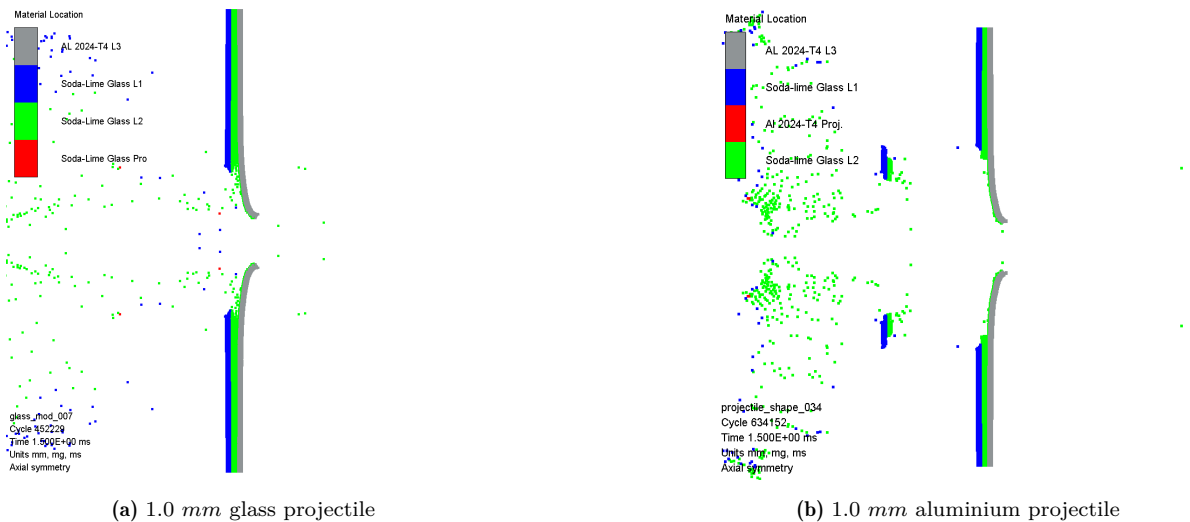 Material Location
AL 2024-T4 L3
Soda-Lime Glass L1
Soda-Lime Glass L2
Soda-Lime Glass Pro
glass_mod_007
Cycle 452229
Time 1.500E+00 ms
Units mm, mg, ms
Axial symmetry
(a) 1.0 mm glass projectile
Material Location
AL 2024-T4 L3
Soda-lime Glass L1
Al 2024-T4 Proj.
Soda-lime Glass L2
projectile_shape_034
Cycle 634152
Time 1.500E+00 ms
Units mm, mg, ms
Axial symmetry
(b) 1.0 mm aluminium projectile